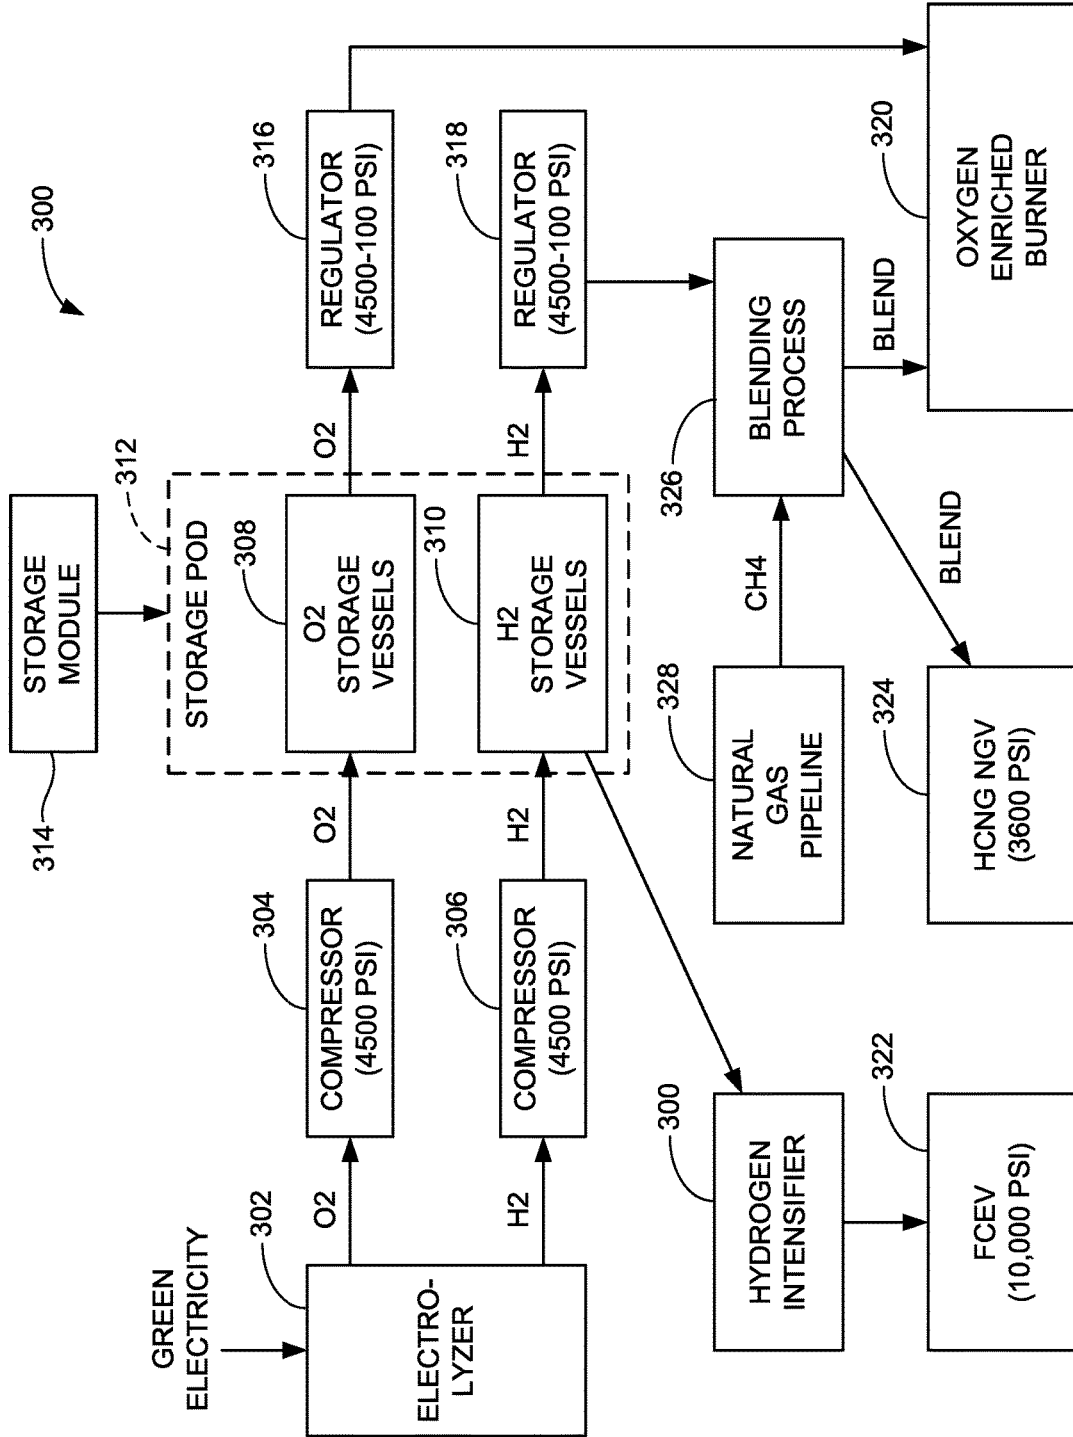 300
STORAGE
MODULE
314
312
STORAGE POD
GREEN
ELECTRICITY
302
ELECTRO-
LYZER
O2
304
COMPRESSOR
(4500 PSI)
O2
308
O2
STORAGE
VESSELS
O2
316
REGULATOR
(4500-100 PSI)
H2
306
COMPRESSOR
(4500 PSI)
H2
310
H2
STORAGE
VESSELS
H2
318
REGULATOR
(4500-100 PSI)
300
HYDROGEN
INTENSIFIER
328
NATURAL
GAS
PIPELINE
CH4
326
BLENDING
PROCESS
322
FCEV
(10,000 PSI)
324
HCNG NGV
(3600 PSI)
BLEND
BLEND
320
OXYGEN
ENRICHED
BURNER